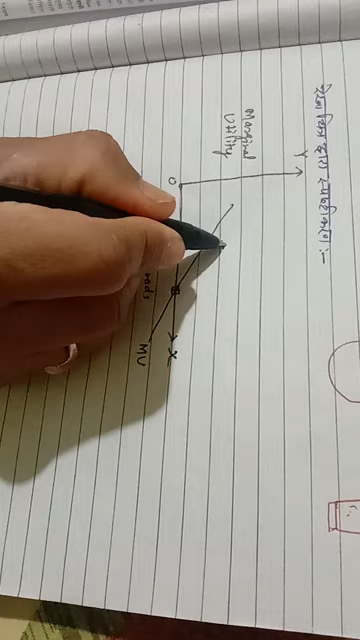 रेखाचित्र द्वारा स्पष्टीकरण :-
Y
Marginal
Utility
O
X
MU